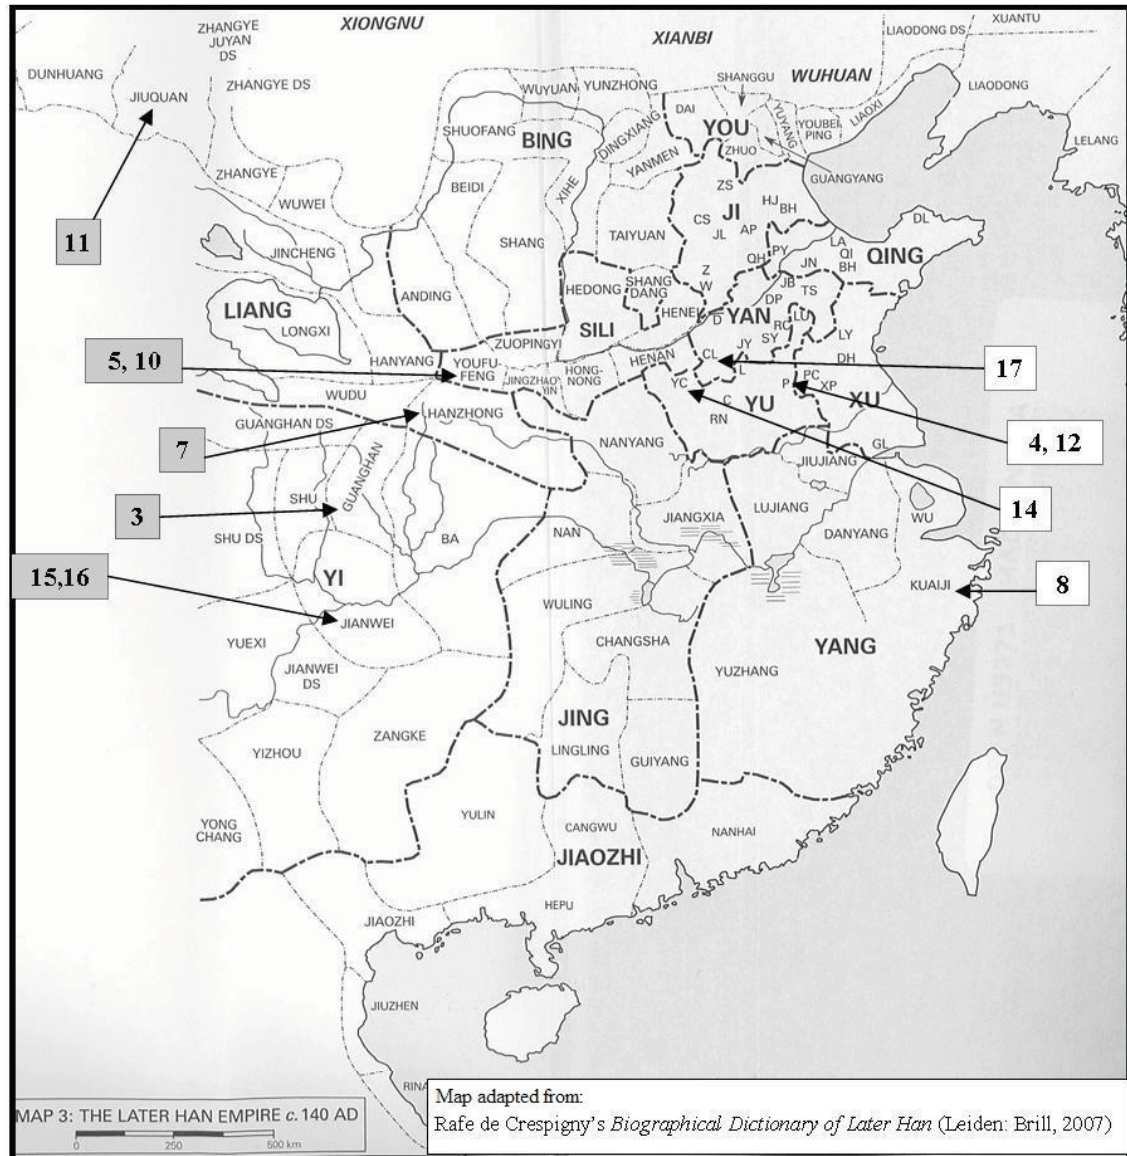 XIONGNU
XIANBI
WUHUAN
ZHANGYE
JUYAN
DS
DUNHUANG
JIUQUAN
ZHANGYE DS
LIAODONG DS
XUANTU
LIAODONG
LELANG
SHANGGU
WUYUAN
YUNZHONG
DAI
YOU
YUYANG
YOUBEI
PING
LIAOXI
SHUOFANG
BING
DINGXIANG
ZHUO
GUANGYANG
YANMEN
ZHANGYE
WUWEI
BEIDI
XIHE
ZS
JI
HJ
BH
DL
11
CS
JL
AP
TAIYUAN
SHANG
JINCHENG
LA
QI
BH
QING
PY
QH
JN
Z
W
JB
TS
HEDONG
SHANG
DANG
LIANG
ANDING
DP
LONGXI
SILI
HENEI
D
YAN
RC
LU
LY
SY
ZUOPINGYI
5, 10
HANYANG
YOUFU-
FENG
JINGZHAO
YIN
HONG-
NONG
HENAN
CL
JY
L
DH
17
YC
P
PC
XP
WUDU
C
YU
XU
RN
GUANGHAN DS
HANZHONG
4, 12
7
NANYANG
GL
JIUJIANG
SHU
GUANGHAN
LUJIANG
WU
14
3
JIANGXIA
DANYANG
SHU DS
BA
NAN
15,16
YI
KUAIJI
8
WULING
JIANWEI
CHANGSHA
YUEXI
YANG
JIANWEI
DS
YUZHANG
JING
ZANGKE
LINGLING
YIZHOU
GUIYANG
YULIN
CANGWU
YONG
CHANG
NANHAI
JIAOZHI
HEPU
JIAOZHI
JIUZHEN
RINA
MAP 3: THE LATER HAN EMPIRE c. 140 AD
0 250 500 km
Map adapted from:
Rafe de Crespigny's Biographical Dictionary of Later Han (Leiden: Brill, 2007)